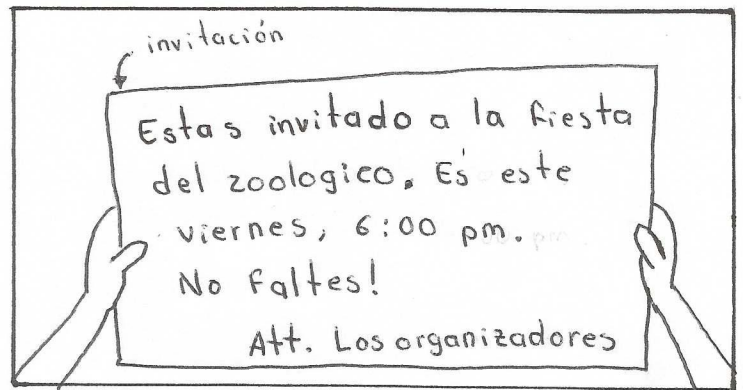 invitación
Estas invitado a la fiesta
del zoologico. Es este
viernes, 6:00 pm.
No faltes!
Att. Los organizadores